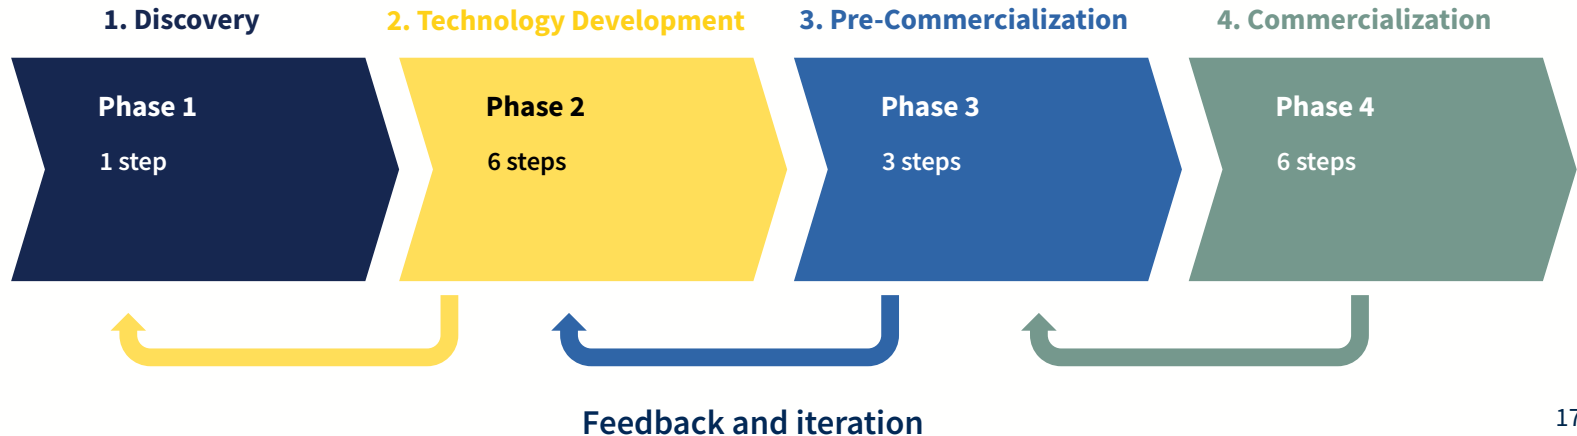 1. Discovery
2. Technology Development
3. Pre-Commercialization
4. Commercialization
Phase 1
1 step
Phase 2
6 steps
Phase 3
3 steps
Phase 4
6 steps
Feedback and iteration
17